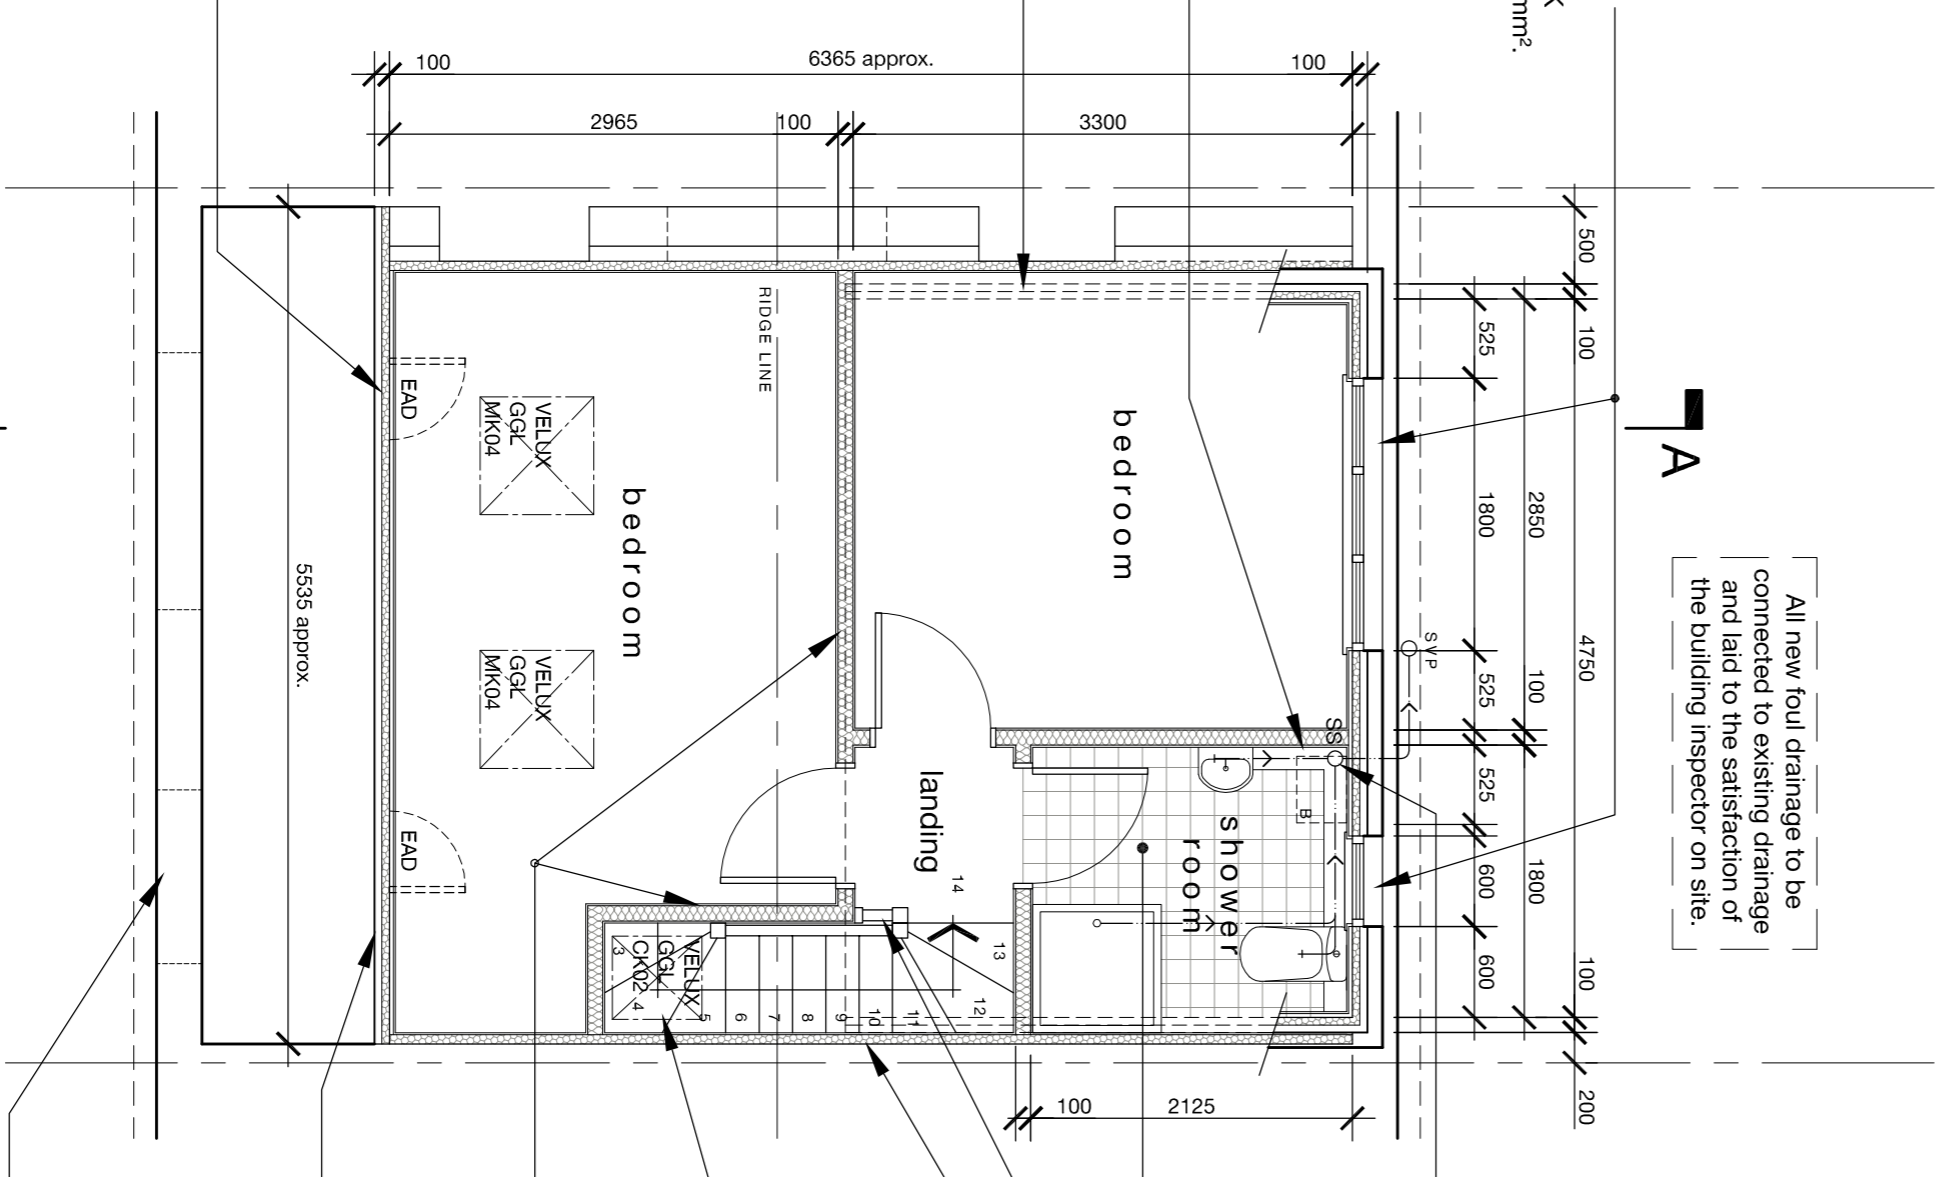 mm².
100
6365 approx.
100
2965
100
3300
500
100
4750
100
200
2850
100
1800
525
1800
525
525
600
600
A
All new foul drainage to be
connected to existing drainage
and laid to the satisfaction of
the building inspector on site.
RIDGE LINE
EAD
VELUX
GGL
MK04
bedroom
bedroom
VELUX
GGL
MK04
EAD
5535 approx.
SVP
SS
B
landing
shower
room
14
13
12
11
10
9
8
7
6
5
4
3
VELUX
GGL
CK02
100
2125